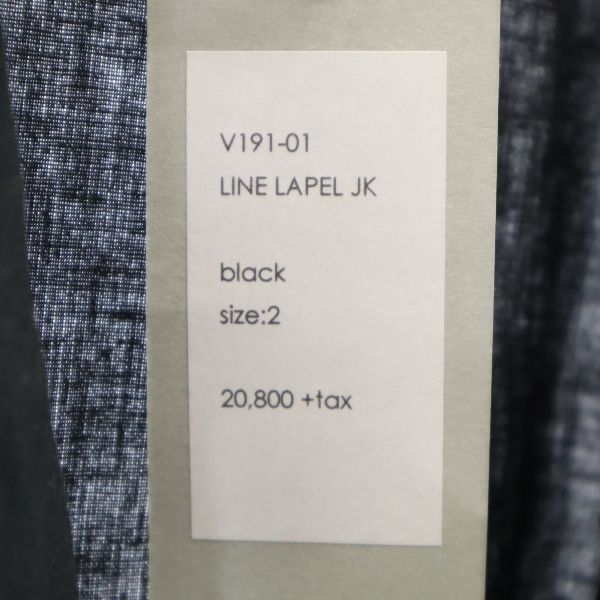 V191-01
LINE LAPEL JK
black
size:2
20,800 +tax